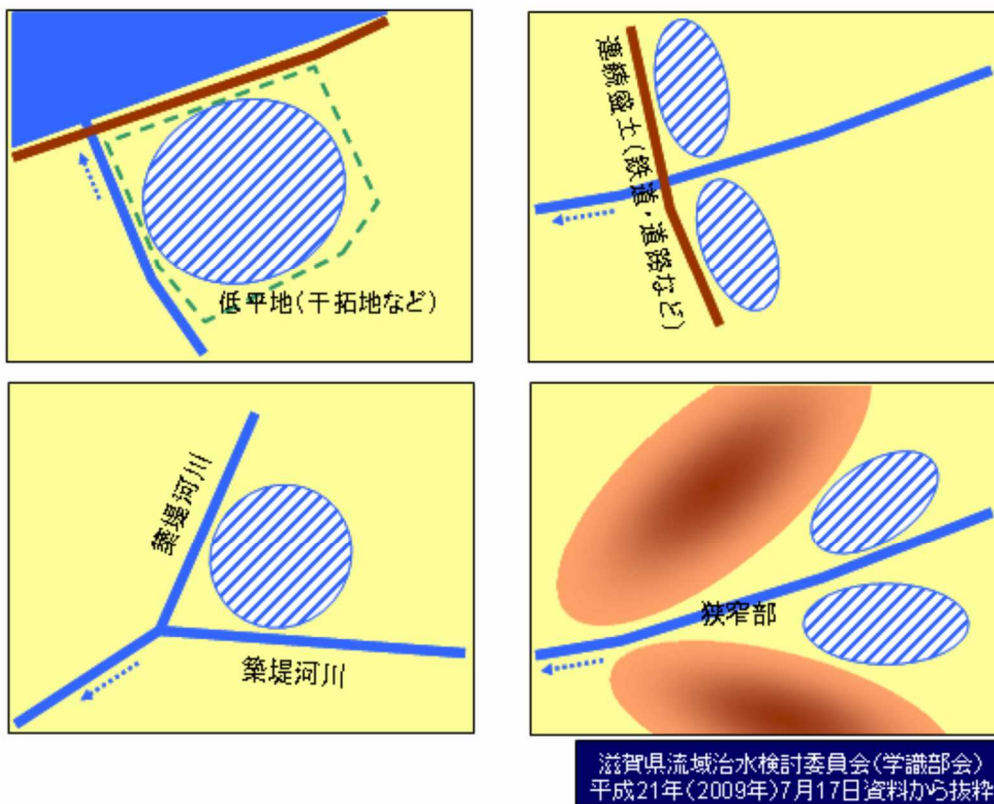 低平地(干拓地など)
連続盛土(鉄道・道路など)
築堤河川
築堤河川
狭窄部
滋賀県流域治水検討委員会(学識部会)
平成21年(2009年)7月17日資料から抜粋